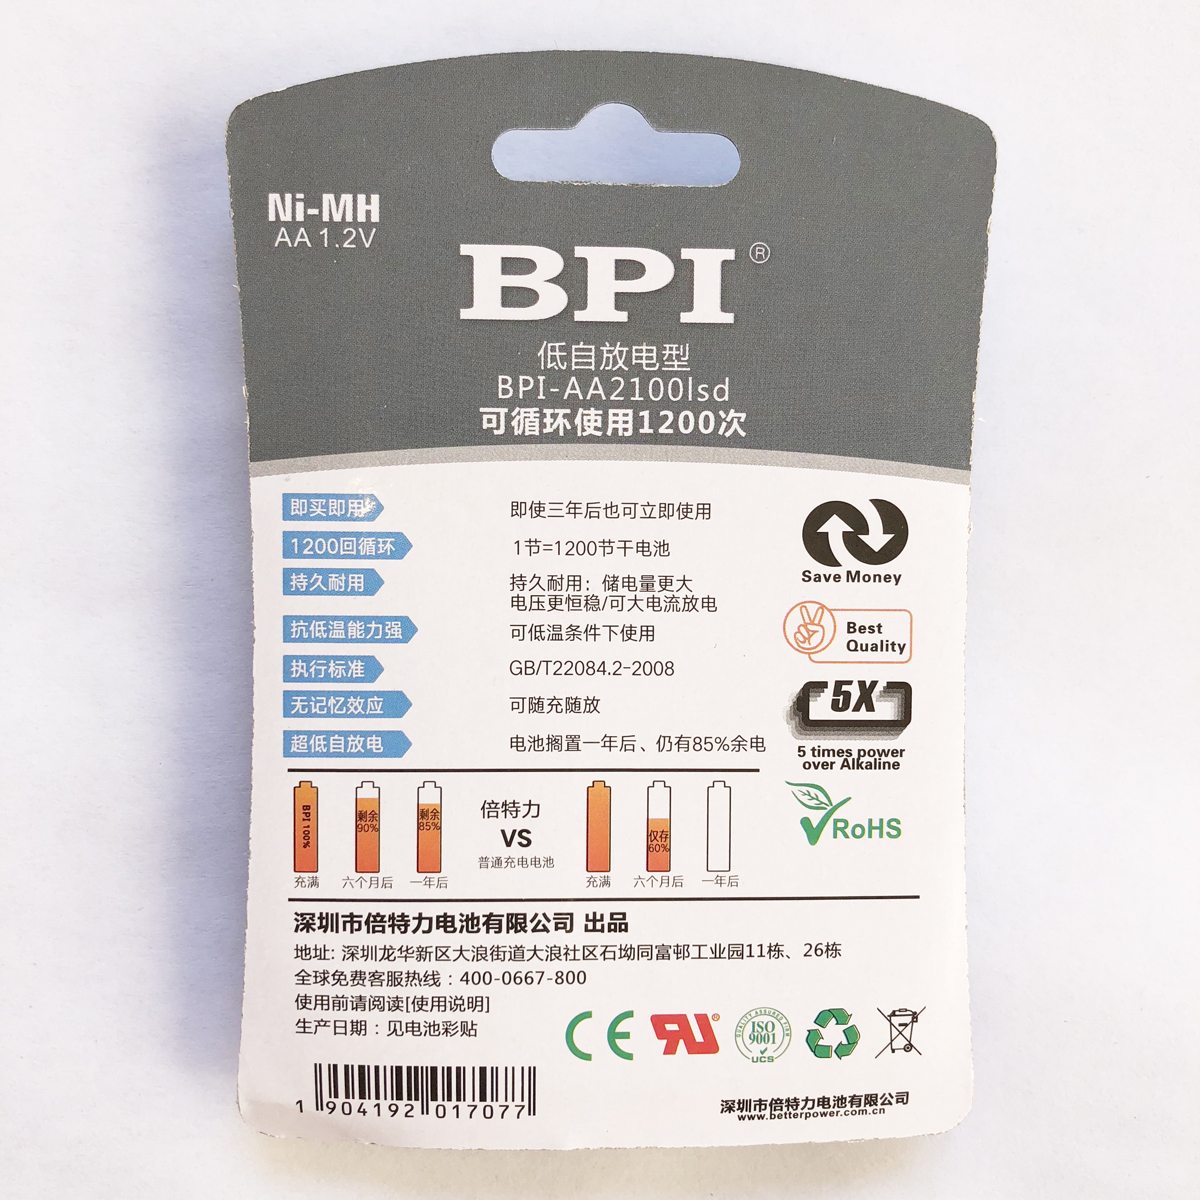 Ni-MH
AA 1.2V
BPI®
低自放电型
BPI-AA2100lsd
可循环使用1200次
即买即用 即使三年后也可立即使用
1200回循环 1节=1200节干电池
持久耐用 持久耐用：储电量更大
电压更恒稳/可大电流放电
抗低温能力强 可低温条件下使用
执行标准 GB/T22084.2-2008
无记忆效应 可随充随放
超低自放电 电池搁置一年后、仍有85%余电
Save Money
Best
Quality
5X
5 times power
over Alkaline
RoHS
BPI 100%
充满
剩余
90%
六个月后
剩余
85%
一年后
倍特力
VS
普通充电电池
充满
仅存
60%
六个月后
一年后
深圳市倍特力电池有限公司 出品
地址: 深圳龙华新区大浪街道大浪社区石坳同富邨工业园11栋、26栋
全球免费客服热线：400-0667-800
使用前请阅读[使用说明]
生产日期：见电池彩贴
CE
RU®
QUALITY ASSURED FIRM
ISO
9001
UCS
1 904192 017077
深圳市倍特力电池有限公司
www.betterpower.com.cn